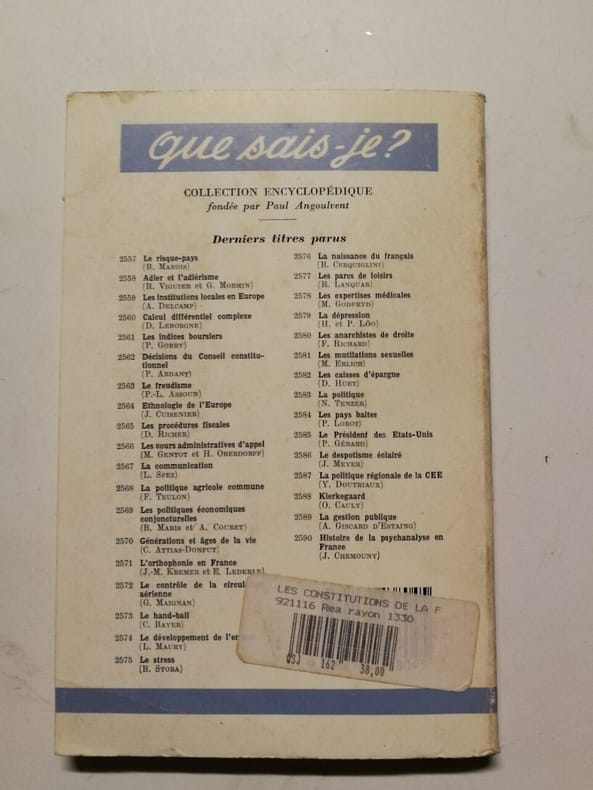 Que sais-je?
COLLECTION ENCYCLOPÉDIQUE
fondée par Paul Angoulvent
Derniers titres parus
2557 Le risque-pays
(B. MAROIS)
2558 Adler et l'adlérisme
(R. VIGUIER et G. MORMIN)
2559 Les institutions locales en Europe
(A. DELCAMP)
2560 Calcul différentiel complexe
(D. LEBORGNE)
2561 Les indices boursiers
(P. GOBRY)
2562 Décisions du Conseil constitu-
tionnel
(P. ARDANT)
2563 Le freudisme
(P.-L. ASSOUN)
2564 Ethnologie de l'Europe
(J. CUISENIER)
2565 Les procédures fiscales
(D. RICHER)
2566 Les cours administratives d'appel
(M. GENTOT et H. OBERDORFF)
2567 La communication
(L. SFEZ)
2568 La politique agricole commune
(F. TEULON)
2569 Les politiques économiques
conjoncturelles
(B. MARIS et A. COURET)
2570 Générations et âges de la vie
(C. ATTIAS-DONFUT)
2571 L'orthophonie en France
(J.-M. KREMER et E. LEDERLÉ)
2572 Le contrôle de la circul
aérienne
(G. MAIGNAN)
2573 Le hand-ball
(C. BAYER)
2574 Le développement de l'en
(L. MAURY)
2575 Le stress
(B. STORA)
2576 La naissance du français
(B. CERQUIGLINI)
2577 Les parcs de loisirs
(R. LANQUAR)
2578 Les expertises médicales
(M. GODFRYD)
2579 La dépression
(H. et P. LÔO)
2580 Les anarchistes de droite
(F. RICHARD)
2581 Les mutilations sexuelles
(M. ERLICH)
2582 Les caisses d'épargne
(D. HUET)
2583 La politique
(N. TENZER)
2584 Les pays baltes
(P. LOROT)
2585 Le Président des Etats-Unis
(P. GÉRARD)
2586 Le despotisme éclairé
(J. MEYER)
2587 La politique régionale de la CEE
(Y. DOUTRIAUX)
2588 Kierkegaard
(O. CAULY)
2589 La gestion publique
(A. GISCARD D'ESTAING)
2590 Histoire de la psychanalyse en
France
(J. CHEMOUNY)
LES CONSTITUTIONS DE LA F
921116 Rea rayon 1330
QSJ 162 38,00